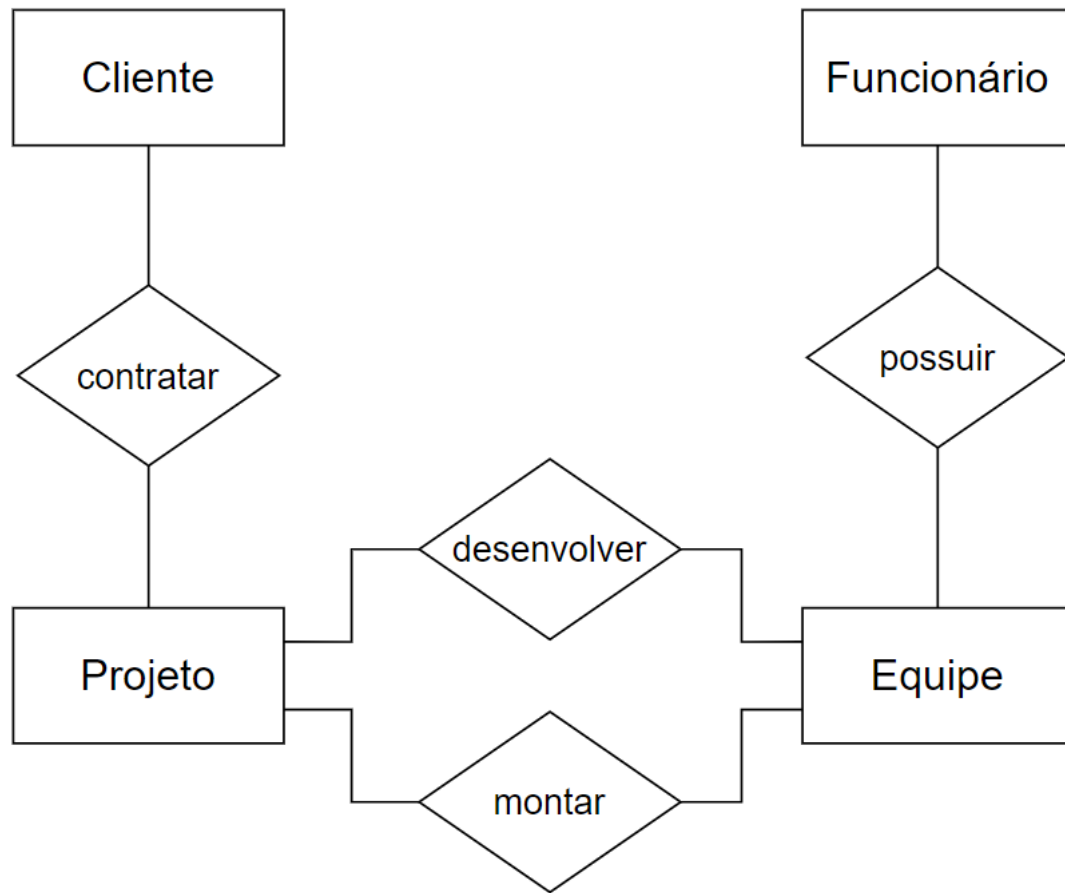 Cliente
Funcionário
contratar
possuir
desenvolver
Projeto
Equipe
montar